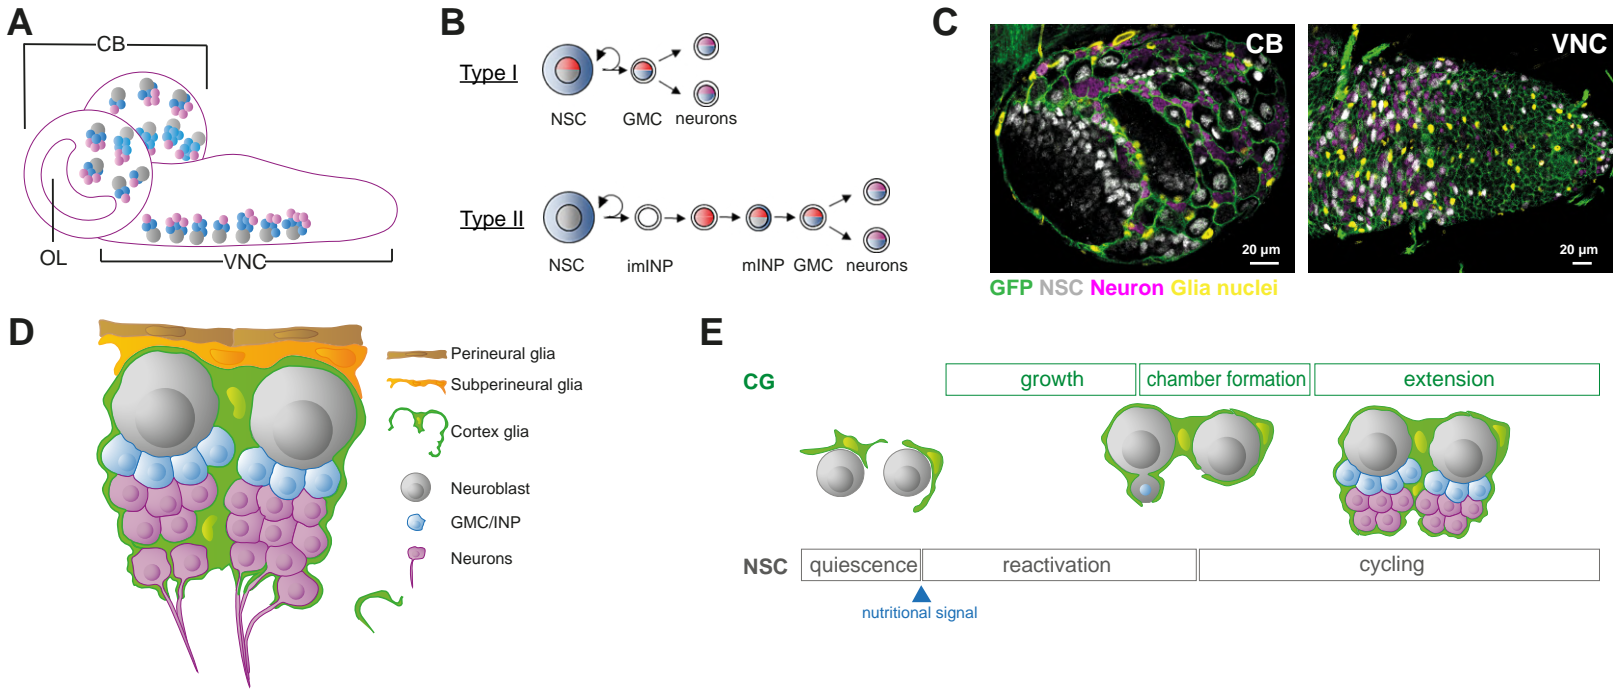 A
CB
OL
VNC
B
Type I
NSC
GMC
neurons
Type II
NSC
imINP
mINP
GMC
neurons
C
CB
20 µm
VNC
20 µm
GFP NSC Neuron Glia nuclei
D
Perineural glia
Subperineural glia
Cortex glia
Neuroblast
GMC/INP
Neurons
E
CG
growth
chamber formation
extension
NSC
quiescence
reactivation
cycling
nutritional signal